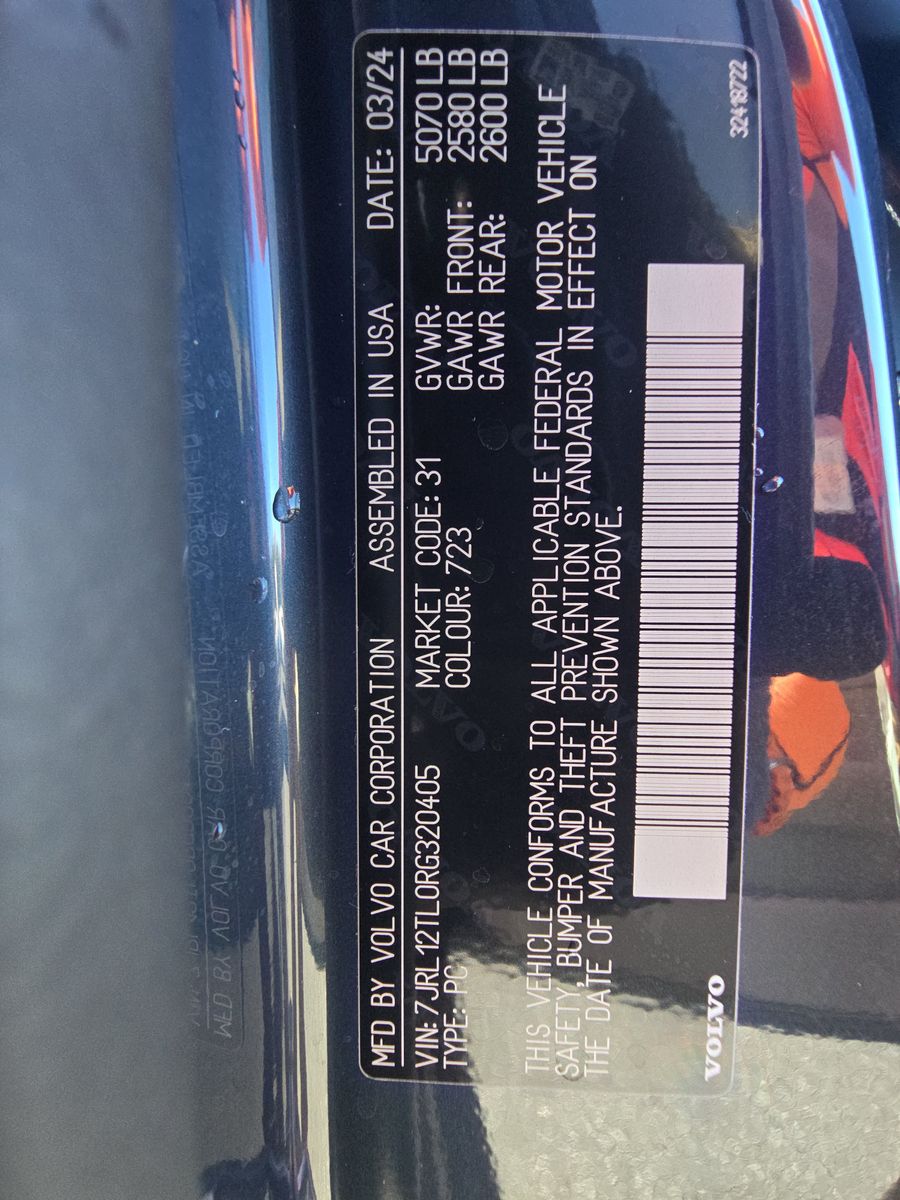 MFD BY VOLVO CAR CORPORATION ASSEMBLED IN USA DATE: 03/24
VIN: 7JRL12TL0RG320405 MARKET CODE: 31 GVWR: 5070 LB
TYPE: PC COLOUR: 723 GAWR FRONT: 2580 LB
GAWR REAR: 2600 LB
THIS VEHICLE CONFORMS TO ALL APPLICABLE FEDERAL MOTOR VEHICLE
SAFETY, BUMPER AND THEFT PREVENTION STANDARDS IN EFFECT ON
THE DATE OF MANUFACTURE SHOWN ABOVE.
VOLVO 32418722